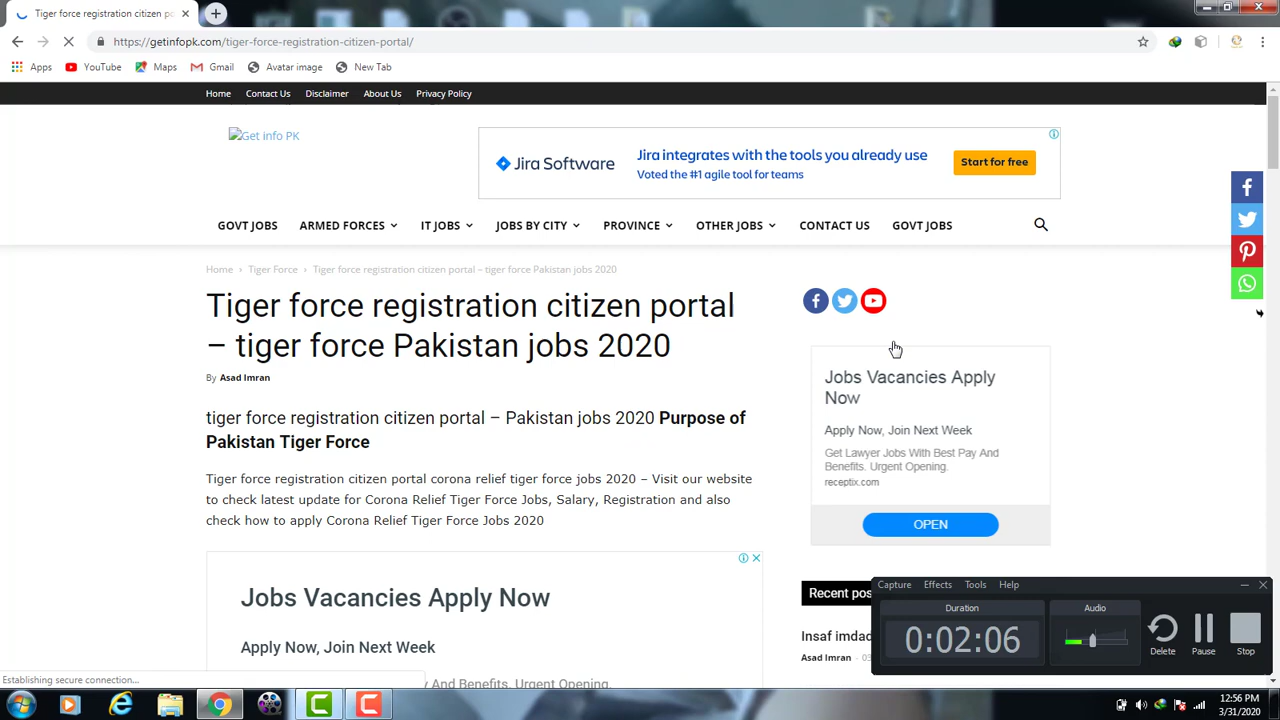 Tiger force registration citizen po
https://getinfopk.com/tiger-force-registration-citizen-portal/
Apps YouTube Maps Gmail Avatar image New Tab
Home Contact Us Disclaimer About Us Privacy Policy
Get info PK
Jira Software
Jira integrates with the tools you already use
Voted the #1 agile tool for teams
Start for free
GOVT JOBS ARMED FORCES IT JOBS JOBS BY CITY PROVINCE OTHER JOBS CONTACT US GOVT JOBS
Home › Tiger Force › Tiger force registration citizen portal – tiger force Pakistan jobs 2020
Tiger force registration citizen portal
– tiger force Pakistan jobs 2020
By Asad Imran
tiger force registration citizen portal – Pakistan jobs 2020 Purpose of
Pakistan Tiger Force
Tiger force registration citizen portal corona relief tiger force jobs 2020 – Visit our website
to check latest update for Corona Relief Tiger Force Jobs, Salary, Registration and also
check how to apply Corona Relief Tiger Force Jobs 2020
Jobs Vacancies Apply Now
Apply Now, Join Next Week
y And Benefits. Urgent Opening.
Jobs Vacancies Apply
Now
Apply Now, Join Next Week
Get Lawyer Jobs With Best Pay And
Benefits. Urgent Opening.
receptix.com
OPEN
Recent pos
Insaf imdad
Asad Imran - 03
Capture Effects Tools Help
Duration
0:02:06
Audio
Delete Pause Stop
Establishing secure connection...
12:56 PM
3/31/2020